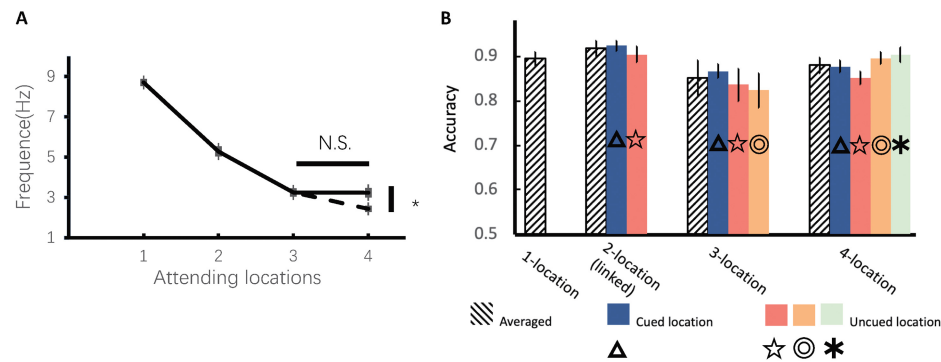 A
Frequence(Hz)
9
7
5
3
1
N.S.
*
1 2 3 4
Attending locations
B
Accuracy
0.9
0.8
0.7
0.6
0.5
1-location
2-location
(linked)
3-location
4-location
Averaged
Cued location
Uncued location